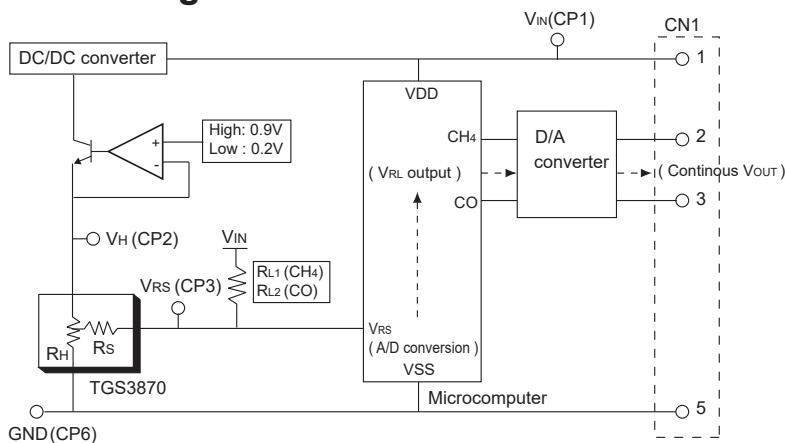 g
VIN(CP1)
CN1
DC/DC converter
1
VDD
High: 0.9V
Low : 0.2V
+
-
CH4
D/A
converter
2
( VRL output )
( Continous VOUT )
CO
3
VH (CP2)
VIN
VRS (CP3)
RL1 (CH4)
RL2 (CO)
VRS
( A/D conversion )
RH
RS
VSS
TGS3870
Microcomputer
5
GND (CP6)